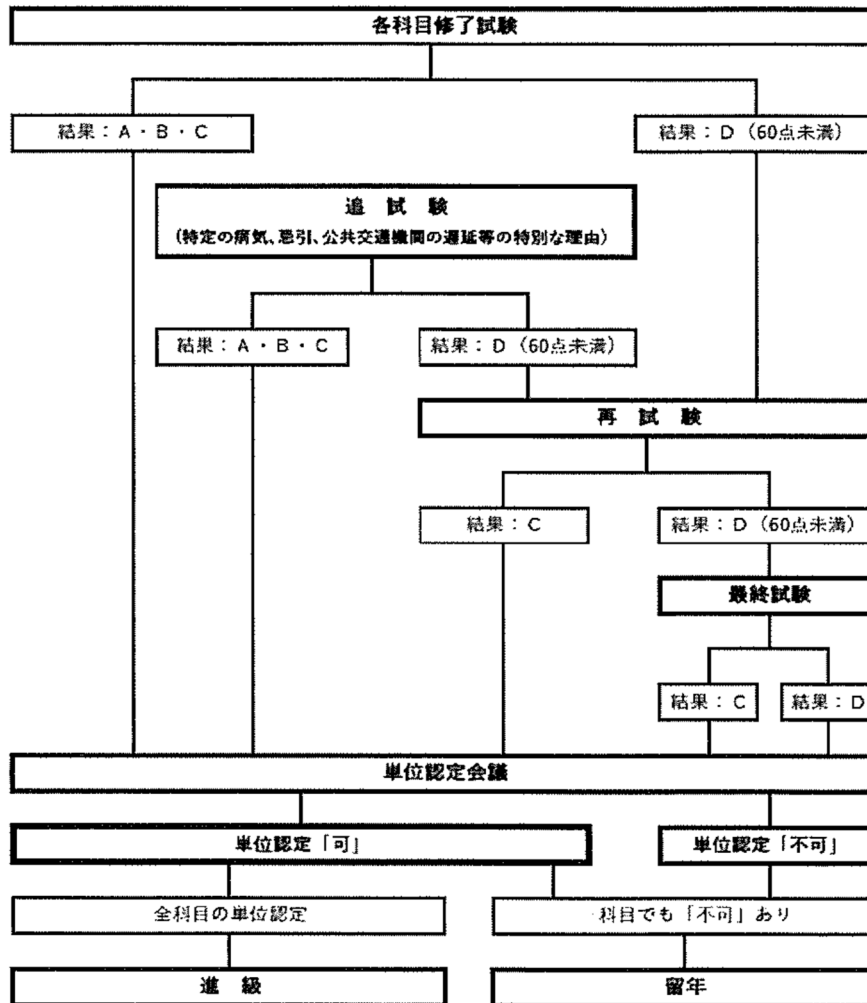 各科目修了試験
結果：A・B・C
結果：D（60点未満）
追 試 験
（特定の病気、忌引、公共交通機関の遅延等の特別な理由）
結果：A・B・C
結果：D（60点未満）
再 試 験
結果：C
結果：D（60点未満）
最終試験
結果：C
結果：D
単位認定会議
単位認定「可」
単位認定「不可」
全科目の単位認定
科目でも「不可」あり
進 級
留年